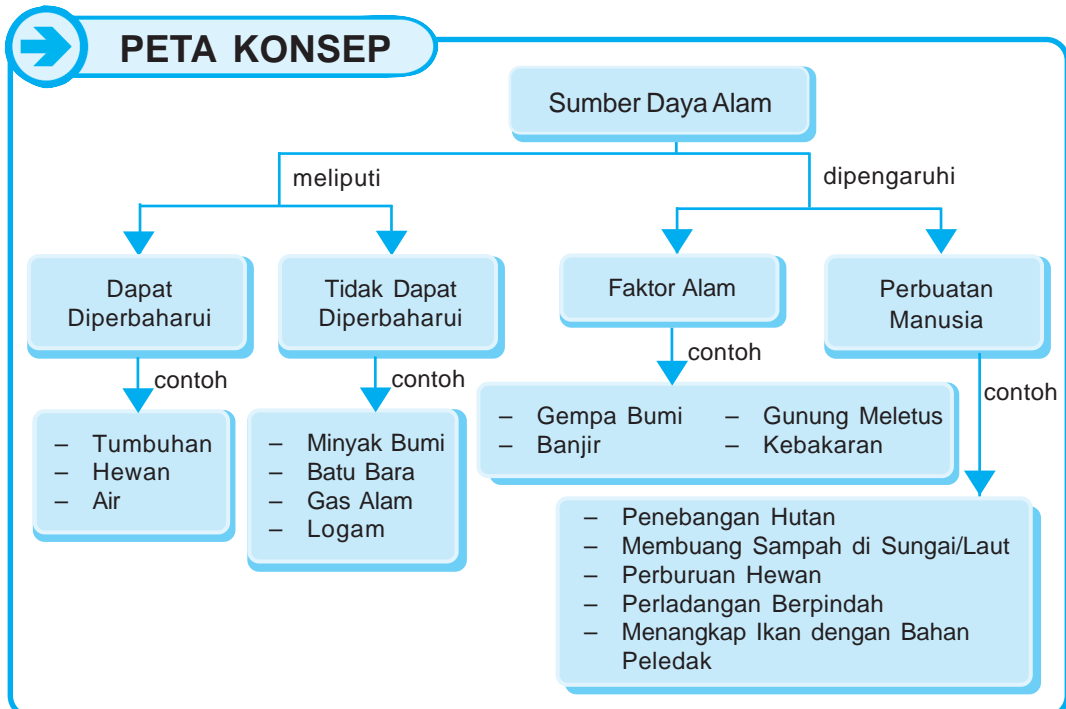 PETA KONSEP
Sumber Daya Alam
meliputi
dipengaruhi
Dapat
Diperbaharui
Tidak Dapat
Diperbaharui
Faktor Alam
Perbuatan
Manusia
contoh
contoh
contoh
contoh
– Tumbuhan
– Hewan
– Air
– Minyak Bumi
– Batu Bara
– Gas Alam
– Logam
– Gempa Bumi
– Banjir
– Gunung Meletus
– Kebakaran
– Penebangan Hutan
– Membuang Sampah di Sungai/Laut
– Perburuan Hewan
– Perladangan Berpindah
– Menangkap Ikan dengan Bahan
Peledak